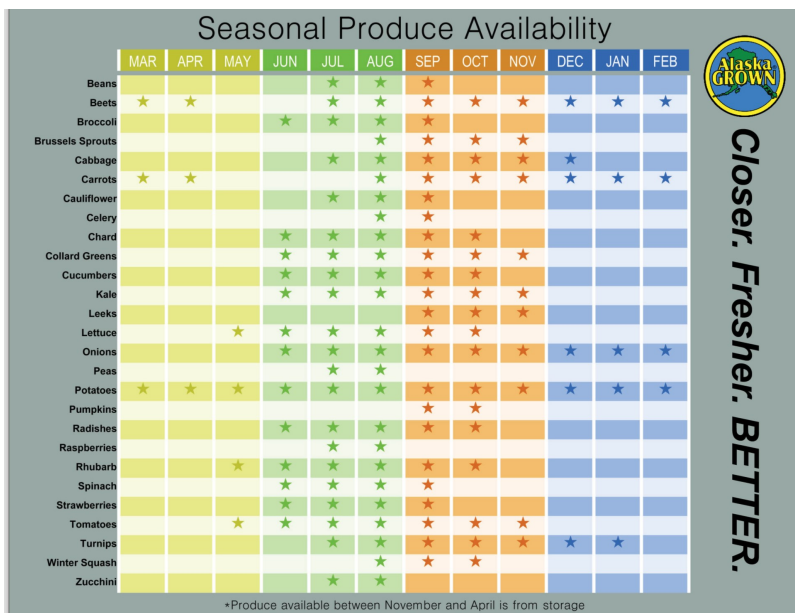 Seasonal Produce Availability
MAR APR MAY JUN JUL AUG SEP OCT NOV DEC JAN FEB
Alaska
GROWN
Beans ★ ★ ★
Beets ★ ★ ★ ★ ★ ★ ★ ★ ★ ★
Broccoli ★ ★ ★ ★
Brussels Sprouts ★ ★ ★ ★
Cabbage ★ ★ ★ ★ ★ ★
Carrots ★ ★ ★ ★ ★ ★ ★ ★ ★
Cauliflower ★ ★ ★
Celery ★ ★
Chard ★ ★ ★ ★ ★
Collard Greens ★ ★ ★ ★ ★ ★
Cucumbers ★ ★ ★ ★ ★
Kale ★ ★ ★ ★ ★ ★
Leeks ★ ★ ★
Lettuce ★ ★ ★ ★ ★ ★
Onions ★ ★ ★ ★ ★ ★ ★ ★ ★
Peas ★ ★
Potatoes ★ ★ ★ ★ ★ ★ ★ ★ ★ ★ ★ ★
Pumpkins ★ ★
Radishes ★ ★ ★ ★ ★
Raspberries ★ ★
Rhubarb ★ ★ ★ ★ ★ ★
Spinach ★ ★ ★ ★
Strawberries ★ ★ ★ ★
Tomatoes ★ ★ ★ ★ ★ ★ ★
Turnips ★ ★ ★ ★ ★ ★ ★
Winter Squash ★ ★ ★
Zucchini ★ ★
Closer. Fresher. BETTER.
★Produce available between November and April is from storage